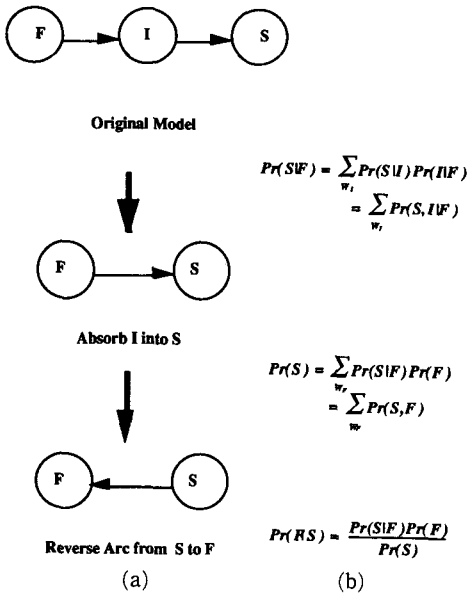 F I S
Original Model
Pr(S\F) = ∑ Pr(S\I) Pr(I\F)
W_I
= ∑ Pr(S, I\F)
W_I
F S
Absorb I into S
Pr(S) = ∑ Pr(S\F) Pr(F)
W_F
= ∑ Pr(S,F)
W_F
F S
Reverse Arc from S to F
Pr(F\S) = Pr(S\F) Pr(F)
Pr(S)
(a) (b)